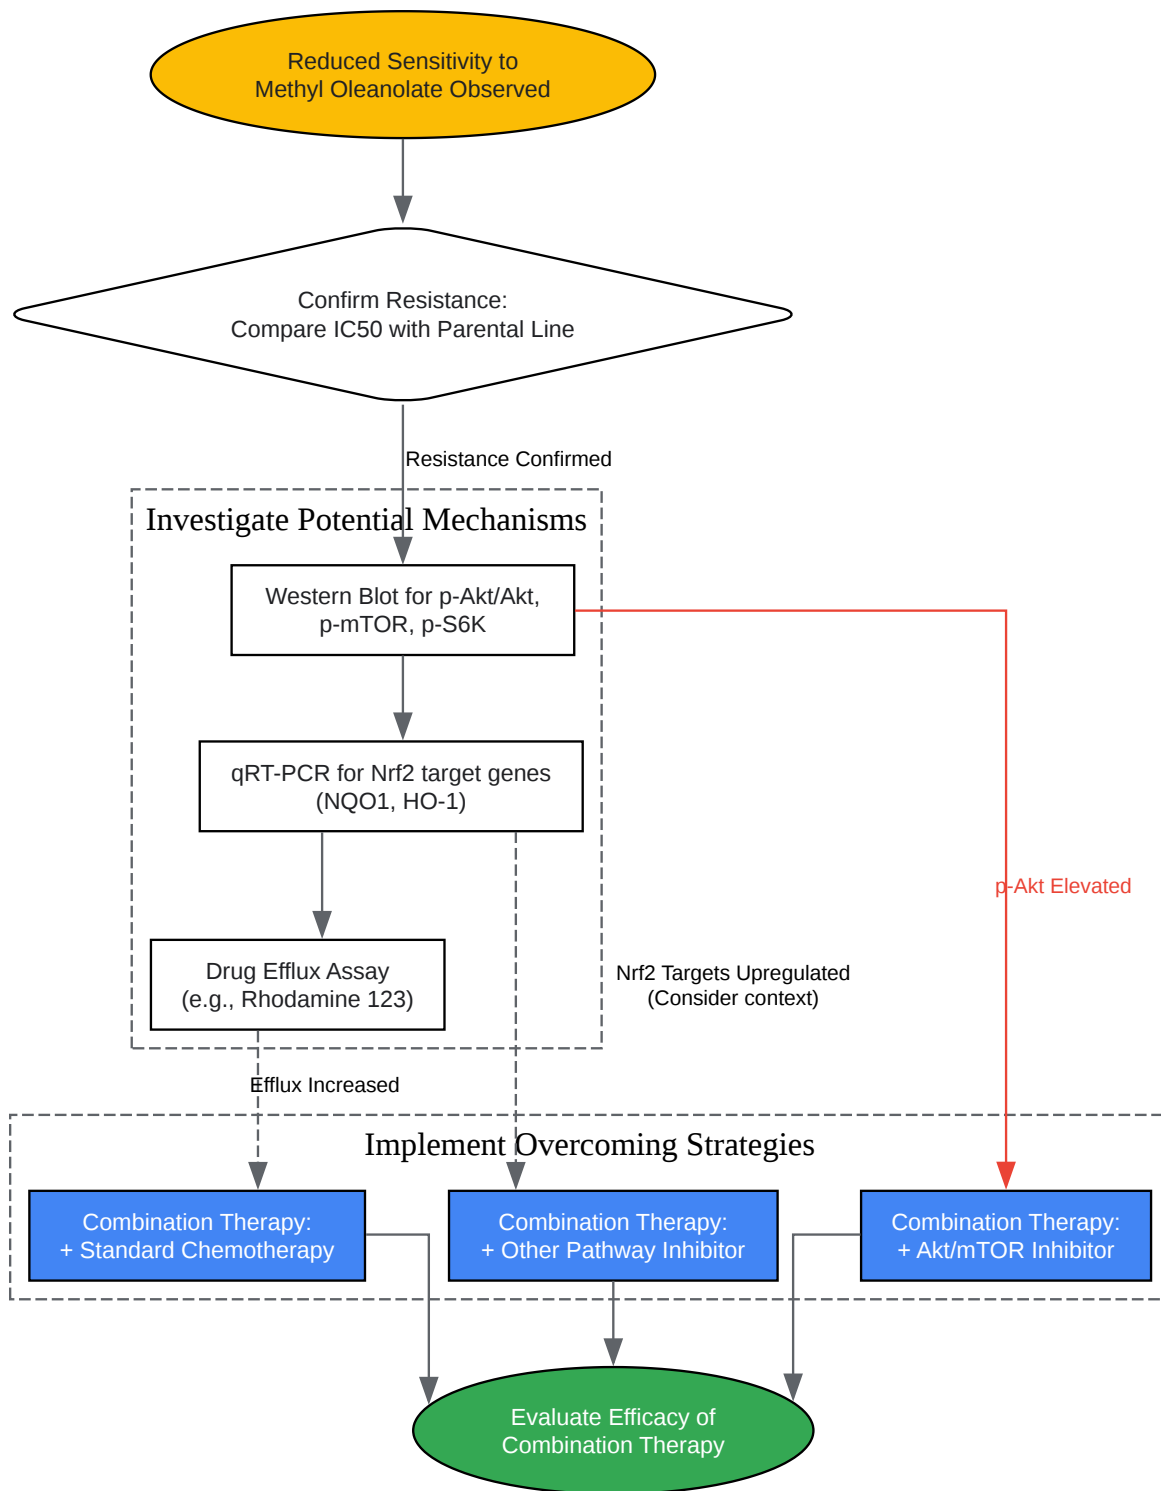 Reduced Sensitivity to
Methyl Oleanolate Observed
Confirm Resistance:
Compare IC50 with Parental Line
Resistance Confirmed
Investigate Potential Mechanisms
Western Blot for p-Akt/Akt,
p-mTOR, p-S6K
qRT-PCR for Nrf2 target genes
(NQO1, HO-1)
p-Akt Elevated
Drug Efflux Assay
(e.g., Rhodamine 123)
Nrf2 Targets Upregulated
(Consider context)
Efflux Increased
Implement Overcoming Strategies
Combination Therapy:
+ Standard Chemotherapy
Combination Therapy:
+ Other Pathway Inhibitor
Combination Therapy:
+ Akt/mTOR Inhibitor
Evaluate Efficacy of
Combination Therapy